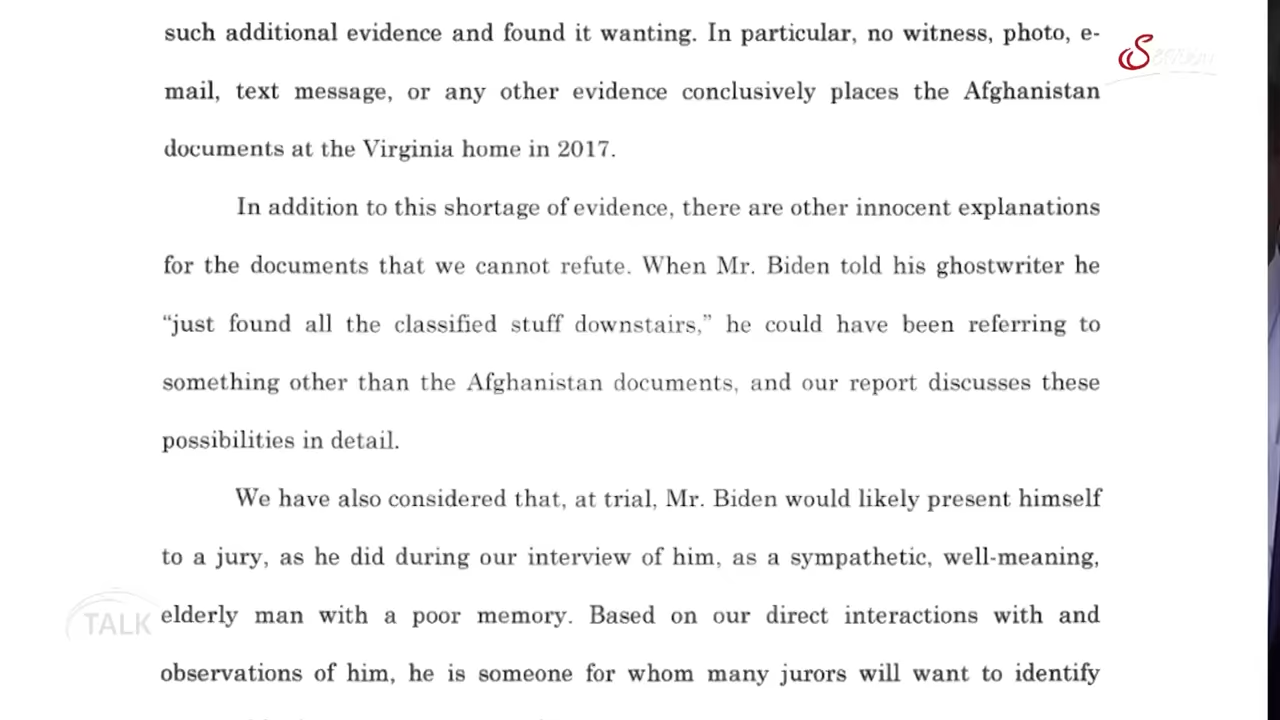 such additional evidence and found it wanting. In particular, no witness, photo, e-
mail, text message, or any other evidence conclusively places the Afghanistan
documents at the Virginia home in 2017.
In addition to this shortage of evidence, there are other innocent explanations
for the documents that we cannot refute. When Mr. Biden told his ghostwriter he
“just found all the classified stuff downstairs,” he could have been referring to
something other than the Afghanistan documents, and our report discusses these
possibilities in detail.
We have also considered that, at trial, Mr. Biden would likely present himself
to a jury, as he did during our interview of him, as a sympathetic, well-meaning,
elderly man with a poor memory. Based on our direct interactions with and
observations of him, he is someone for whom many jurors will want to identify
TALK